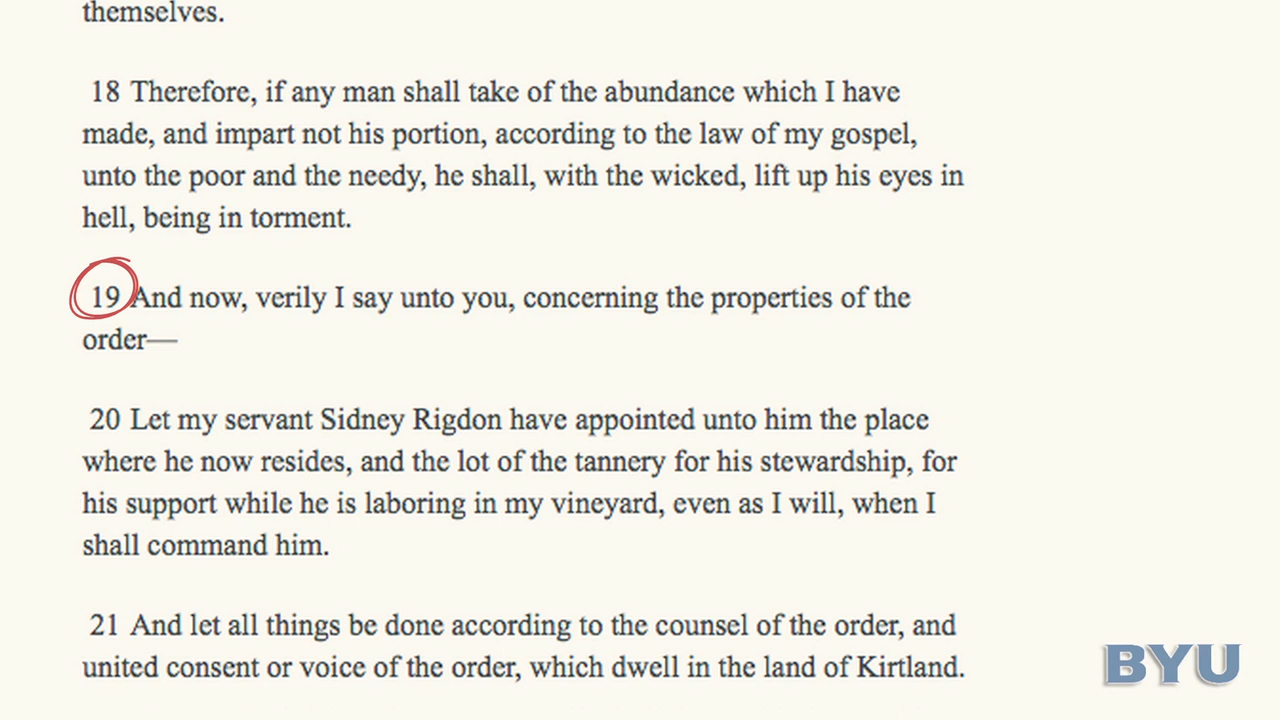 themselves.
18 Therefore, if any man shall take of the abundance which I have
made, and impart not his portion, according to the law of my gospel,
unto the poor and the needy, he shall, with the wicked, lift up his eyes in
hell, being in torment.
19 And now, verily I say unto you, concerning the properties of the
order—
20 Let my servant Sidney Rigdon have appointed unto him the place
where he now resides, and the lot of the tannery for his stewardship, for
his support while he is laboring in my vineyard, even as I will, when I
shall command him.
21 And let all things be done according to the counsel of the order, and
united consent or voice of the order, which dwell in the land of Kirtland.
BYU